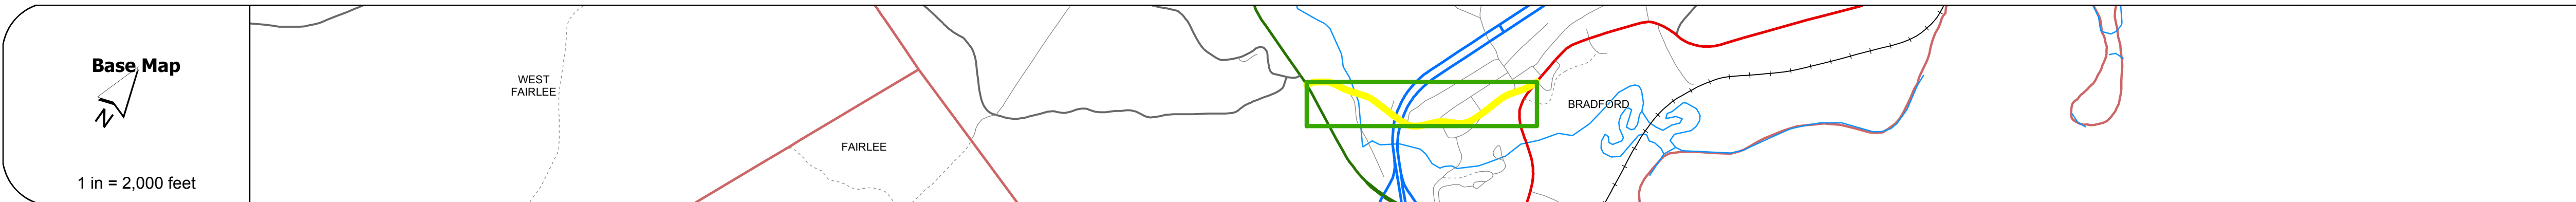 Base Map
N
1 in = 2,000 feet
WEST
FAIRLEE
FAIRLEE
BRADFORD